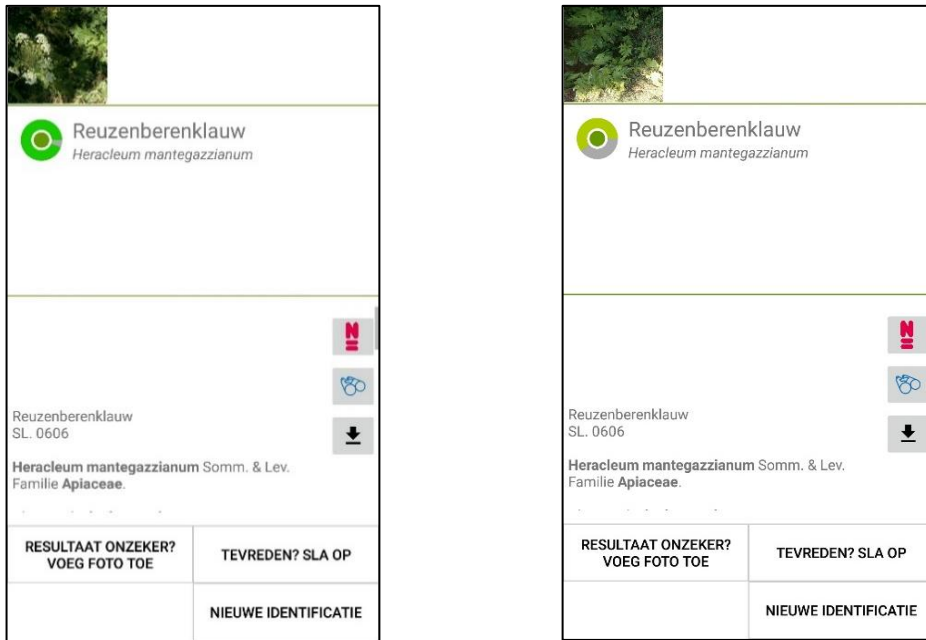 Reuzenberenklauw
Heracleum mantegazzianum
Reuzenberenklauw
SL. 0606
Heracleum mantegazzianum Somm. & Lev.
Familie Apiaceae.
RESULTAAT ONZEKER?
VOEG FOTO TOE
TEVREDEN? SLA OP
NIEUWE IDENTIFICATIE
Reuzenberenklauw
Heracleum mantegazzianum
Reuzenberenklauw
SL. 0606
Heracleum mantegazzianum Somm. & Lev.
Familie Apiaceae.
RESULTAAT ONZEKER?
VOEG FOTO TOE
TEVREDEN? SLA OP
NIEUWE IDENTIFICATIE